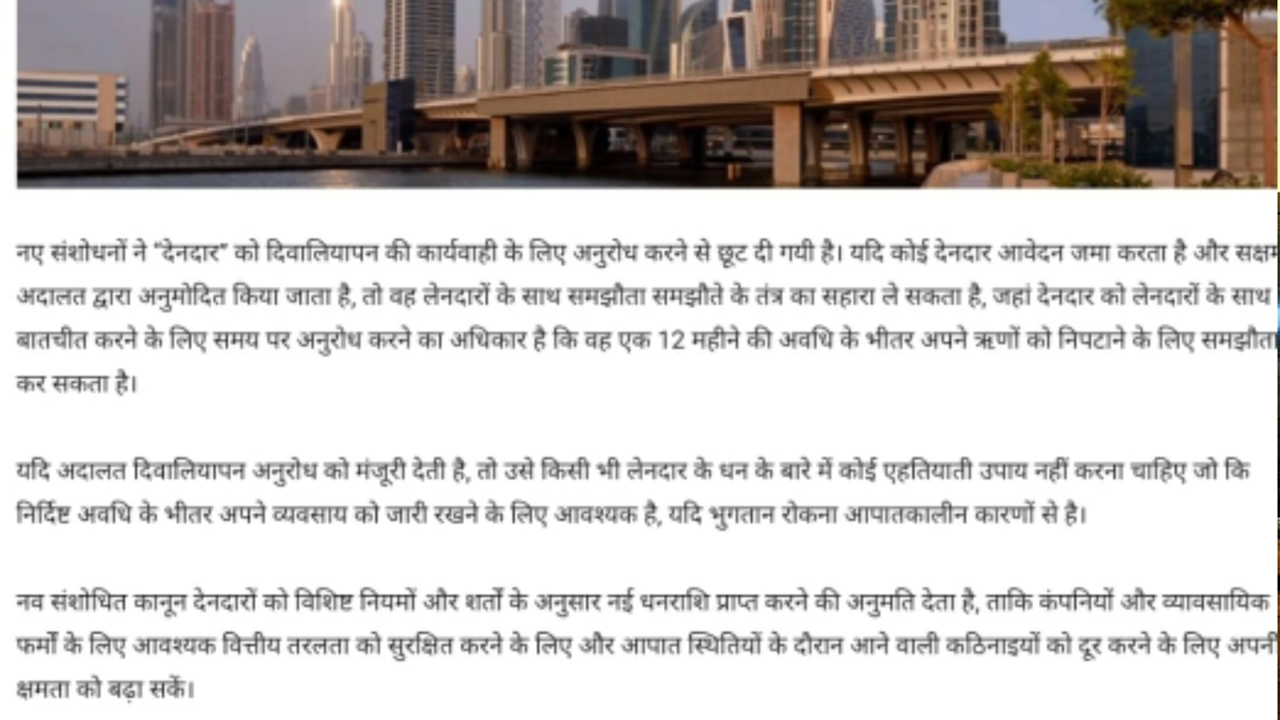 नए संशोधनों ने "देनदार" को दिवालियापन की कार्यवाही के लिए अनुरोध करने से छूट दी गयी है। यदि कोई देनदार आवेदन जमा करता है और सक्षम
अदालत द्वारा अनुमोदित किया जाता है, तो वह लेनदारों के साथ समझौता समझौते के तंत्र का सहारा ले सकता है, जहां देनदार को लेनदारों के साथ
बातचीत करने के लिए समय पर अनुरोध करने का अधिकार है कि वह एक 12 महीने की अवधि के भीतर अपने ऋणों को निपटाने के लिए समझौता
कर सकता है।
यदि अदालत दिवालियापन अनुरोध को मंजूरी देती है, तो उसे किसी भी लेनदार के धन के बारे में कोई एहतियाती उपाय नहीं करना चाहिए जो कि
निर्दिष्ट अवधि के भीतर अपने व्यवसाय को जारी रखने के लिए आवश्यक है, यदि भुगतान रोकना आपातकालीन कारणों से है।
नव संशोधित कानून देनदारों को विशिष्ट नियमों और शर्तों के अनुसार नई धनराशि प्राप्त करने की अनुमति देता है, ताकि कंपनियों और व्यावसायिक
फर्मों के लिए आवश्यक वित्तीय तरलता को सुरक्षित करने के लिए और आपात स्थितियों के दौरान आने वाली कठिनाइयों को दूर करने के लिए अपनी
क्षमता को बढ़ा सकें।